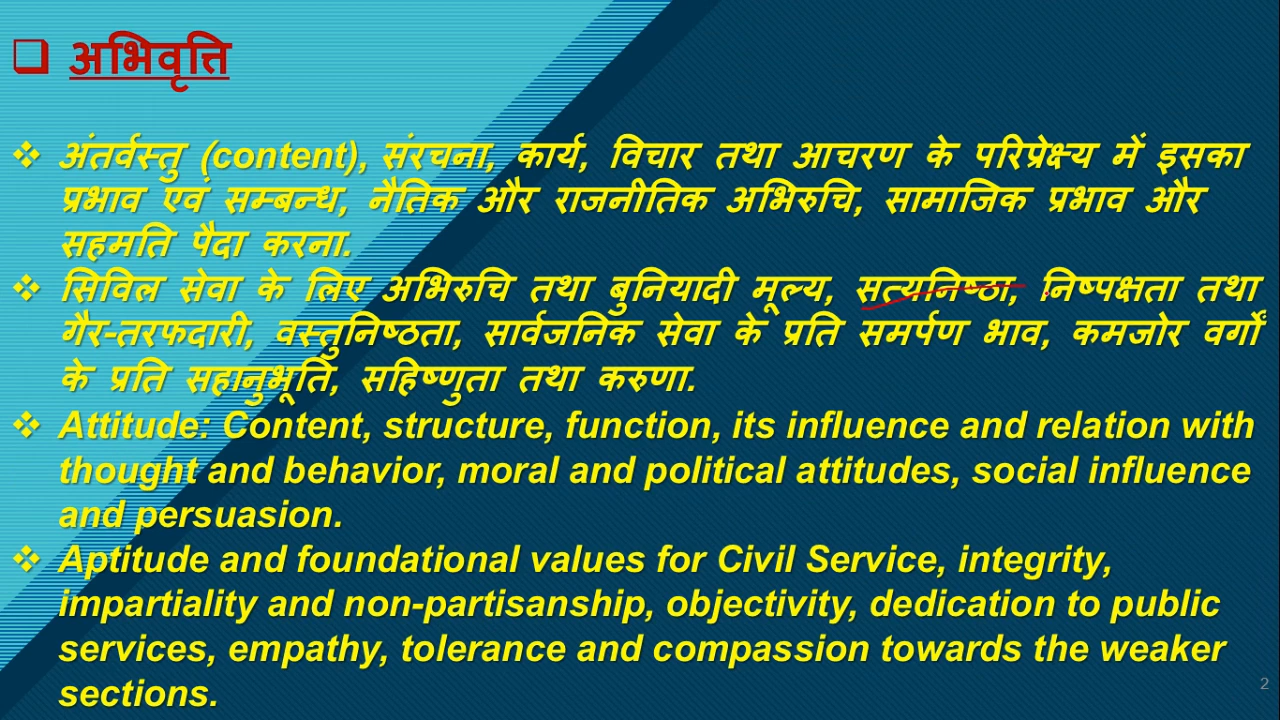 अभिवृत्ति
अंतर्वस्तु (content), संरचना, कार्य, विचार तथा आचरण के परिप्रेक्ष्य में इसका
प्रभाव एवं सम्बन्ध, नैतिक और राजनीतिक अभिरुचि, सामाजिक प्रभाव और
सहमति पैदा करना.
सिविल सेवा के लिए अभिरुचि तथा बुनियादी मूल्य, सत्यनिष्ठा, निष्पक्षता तथा
गैर-तरफदारी, वस्तुनिष्ठता, सार्वजनिक सेवा के प्रति समर्पण भाव, कमजोर वर्गों
के प्रति सहानुभूति, सहिष्णुता तथा करुणा.
Attitude: Content, structure, function, its influence and relation with
thought and behavior, moral and political attitudes, social influence
and persuasion.
Aptitude and foundational values for Civil Service, integrity,
impartiality and non-partisanship, objectivity, dedication to public
services, empathy, tolerance and compassion towards the weaker
sections.
2